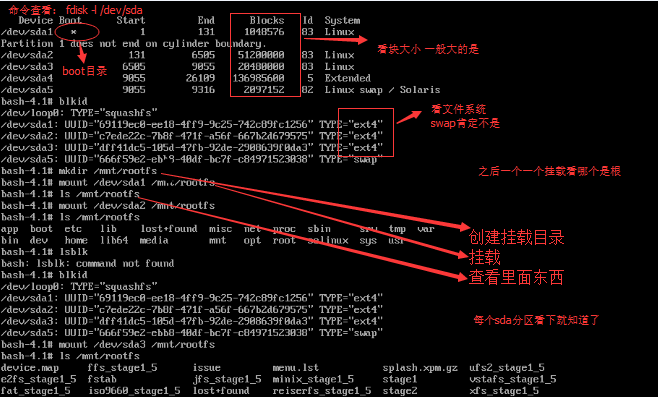 命令查看： fdisk -l /dev/sda
Device Boot Start End Blocks Id System
/dev/sda1 * 1 131 1048576 83 Linux
Partition 1 does not end on cylinder boundary.
/dev/sda2 131 6505 51200000 83 Linux
/dev/sda3 6505 9055 20480000 83 Linux
/dev/sda4 9055 26109 136985600 5 Extended
/dev/sda5 9055 9316 2097152 82 Linux swap / Solaris
看块大小 一般大的是
boot目录
bash-4.1# blkid
/dev/loop0: TYPE="squashfs"
/dev/sda1: UUID="69119ec0-ee18-4ff9-9c25-742c89fc1256" TYPE="ext4"
/dev/sda2: UUID="c7ede22c-7b8f-471f-a56f-667b2d679575" TYPE="ext4"
/dev/sda3: UUID="dff41dc5-105d-47fb-92de-2908639f0da3" TYPE="ext4"
/dev/sda5: UUID="666f59e2-ebb9-40df-bc7f-c84971523038" TYPE="swap"
看文件系统
swap肯定不是
bash-4.1# mkdir /mnt/rootfs
之后一个一个挂载看哪个是根
bash-4.1# mount /dev/sda1 /mnt/rootfs
bash-4.1# ls /mnt/rootfs
bash-4.1# mount /dev/sda2 /mnt/rootfs
bash-4.1# ls /mnt/rootfs
app boot etc lib lost+found misc net proc sbin srv tmp var
bin dev home lib64 media mnt opt root selinux sys usr
创建挂载目录
挂载
查看里面东西
bash-4.1# lsblk
bash: lsblk: command not found
bash-4.1# blkid
/dev/loop0: TYPE="squashfs"
/dev/sda1: UUID="69119ec0-ee18-4ff9-9c25-742c89fc1256" TYPE="ext4"
/dev/sda2: UUID="c7ede22c-7b8f-471f-a56f-667b2d679575" TYPE="ext4"
/dev/sda3: UUID="dff41dc5-105d-47fb-92de-2908639f0da3" TYPE="ext4"
/dev/sda5: UUID="666f59e2-ebb8-40df-bc7f-c84971523038" TYPE="swap"
每个sda分区看下就知道了
bash-4.1# mount /dev/sda3 /mnt/rootfs
bash-4.1# ls /mnt/rootfs
device.map ffs_stage1_5 issue menu.lst splash.xpm.gz ufs2_stage1_5
e2fs_stage1_5 fstab jfs_stage1_5 minix_stage1_5 stage1 vstafs_stage1_5
fat_stage1_5 iso9660_stage1_5 lost+found reiserfs_stage1_5 stage2 xfs_stage1_5